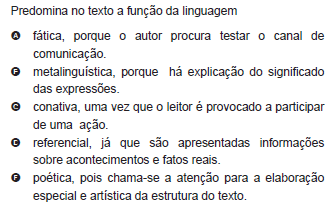 Predomina no texto a função da linguagem
A fática, porque o autor procura testar o canal de
comunicação.
metalinguística, porque há explicação do significado
das expressões.
C conativa, uma vez que o leitor é provocado a participar
de uma ação.
referencial, já que são apresentadas informações
sobre acontecimentos e fatos reais.
poética, pois chama-se a atenção para a elaboração
especial e artística da estrutura do texto.